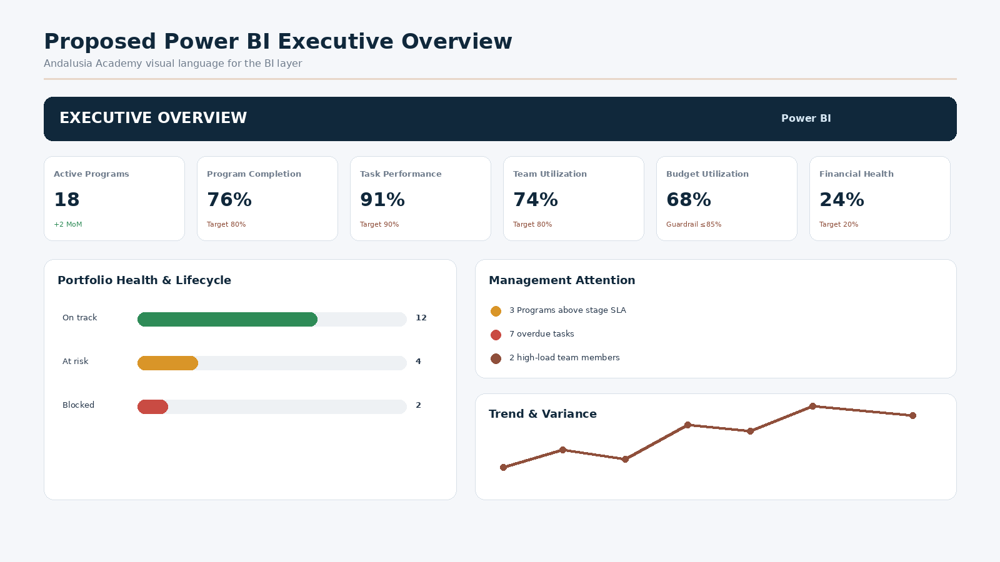 Proposed Power BI Executive Overview
Andalusia Academy visual language for the BI layer
EXECUTIVE OVERVIEW
Power BI
Active Programs
18
+2 MoM
Program Completion
76%
Target 80%
Task Performance
91%
Target 90%
Team Utilization
74%
Target 80%
Budget Utilization
68%
Guardrail ≤85%
Financial Health
24%
Target 20%
Portfolio Health & Lifecycle
On track
12
At risk
4
Blocked
2
Management Attention
3 Programs above stage SLA
7 overdue tasks
2 high-load team members
Trend & Variance